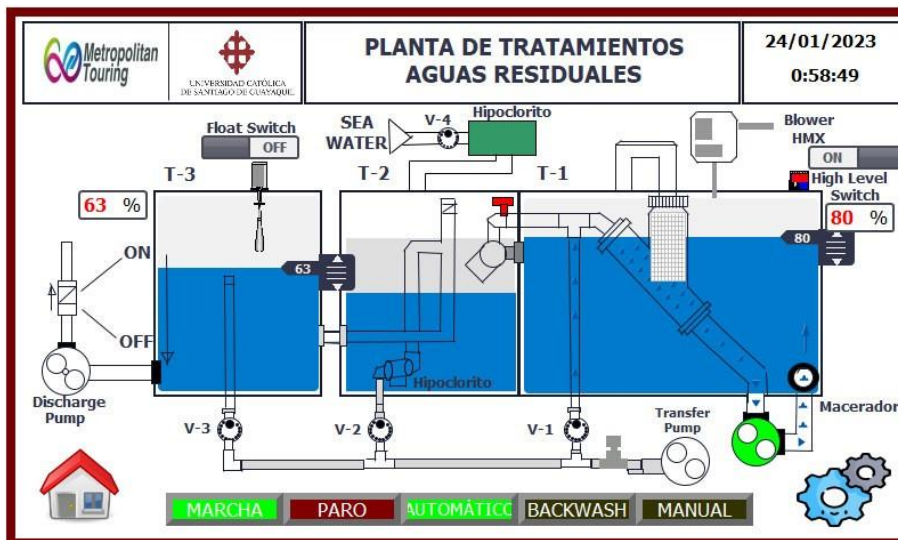 Metropolitan
Touring
UNIVERSIDAD CATÓLICA
DE SANTIAGO DE GUAYAQUIL
PLANTA DE TRATAMIENTOS
AGUAS RESIDUALES
24/01/2023
0:58:49
Float Switch
OFF
SEA
WATER
V-4
Hipoclorito
Blower
HMX
ON
High Level
Switch
T-3
T-2
T-1
63 %
80 %
63
80
ON
OFF
Discharge
Pump
Hipoclorito
V-3
V-2
V-1
Transfer
Pump
Macerador
MARCHA
PARO
AUTOMÁTICO
BACKWASH
MANUAL